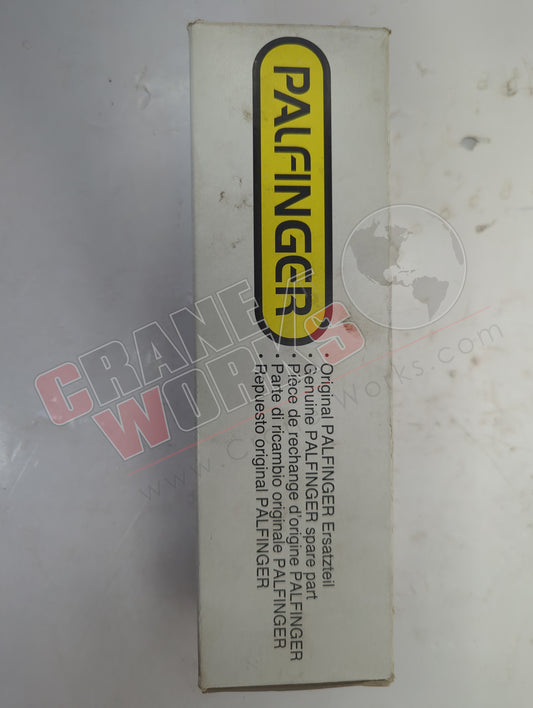 PALFINGER
• Original PALFINGER Ersatzteil
• Genuine PALFINGER spare part
• Pièce de rechange d'origine PALFINGER
• Parte di ricambio originale PALFINGER
• Repuesto original PALFINGER
CRANE WORKS
www.craneworks.com